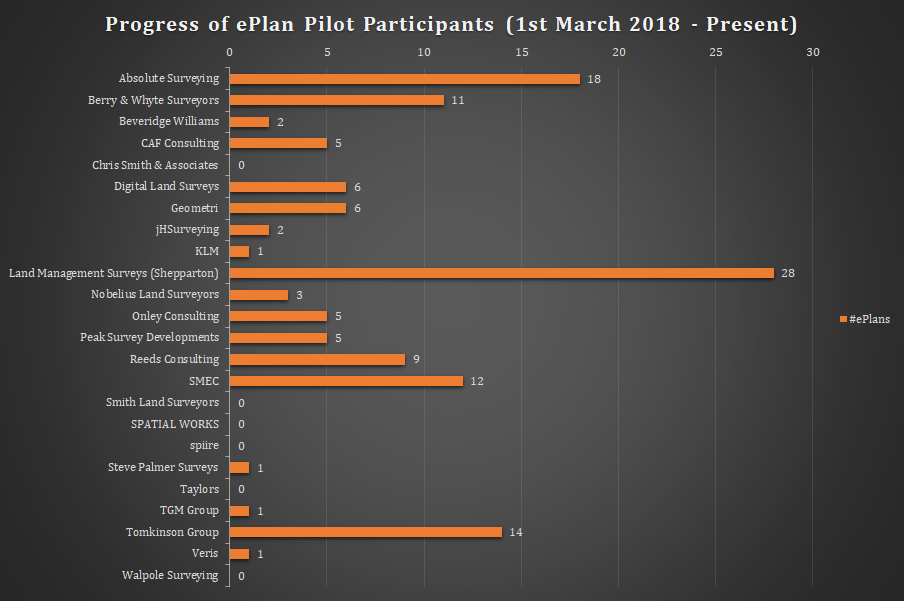 Progress of ePlan Pilot Participants (1st March 2018 - Present)
0 5 10 15 20 25 30
Absolute Surveying 18
Berry & Whyte Surveyors 11
Beveridge Williams 2
CAF Consulting 5
Chris Smith & Associates 0
Digital Land Surveys 6
Geometri 6
jHSurveying 2
KLM 1
Land Management Surveys (Shepparton) 28
Nobelius Land Surveyors 3
Onley Consulting 5
#ePlans
Peak Survey Developments 5
Reeds Consulting 9
SMEC 12
Smith Land Surveyors 0
SPATIAL WORKS 0
spiire 0
Steve Palmer Surveys 1
Taylors 0
TGM Group 1
Tomkinson Group 14
Veris 1
Walpole Surveying 0